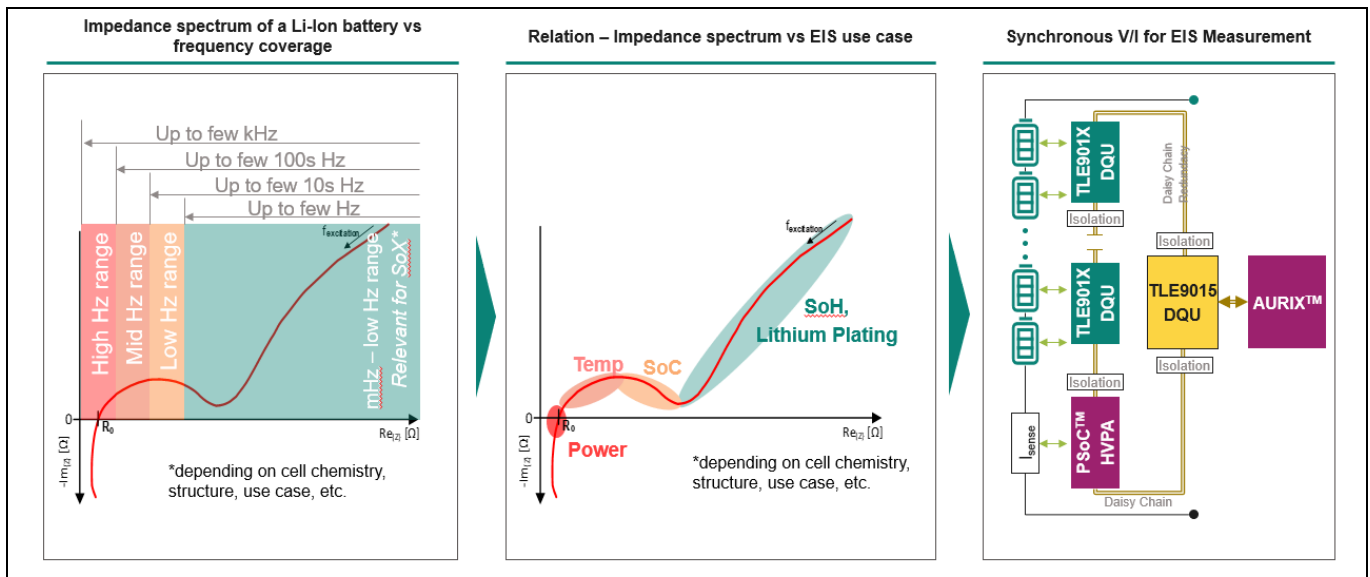 Impedance spectrum of a Li-Ion battery vs
frequency coverage
Up to few kHz
Up to few 100s Hz
Up to few 10s Hz
Up to few Hz
High Hz range
Mid Hz range
Low Hz range
mHz – low Hz range
Relevant for SoX*
fexcitation
0
R0
Re(Z) [Ω]
-Im(Z) [Ω]
*depending on cell chemistry,
structure, use case, etc.
Relation – Impedance spectrum vs EIS use case
fexcitation
SoH,
Lithium Plating
Temp
SoC
0
R0
Re(Z) [Ω]
Power
-Im(Z) [Ω]
*depending on cell chemistry,
structure, use case, etc.
Synchronous V/I for EIS Measurement
TLE901X
DQU
Daisy Chain
Redundacy
Isolation
Isolation
TLE901X
DQU
TLE9015
DQU
AURIX™
Isolation
Isolation
Isense
PSoC™
HVPA
Daisy Chain